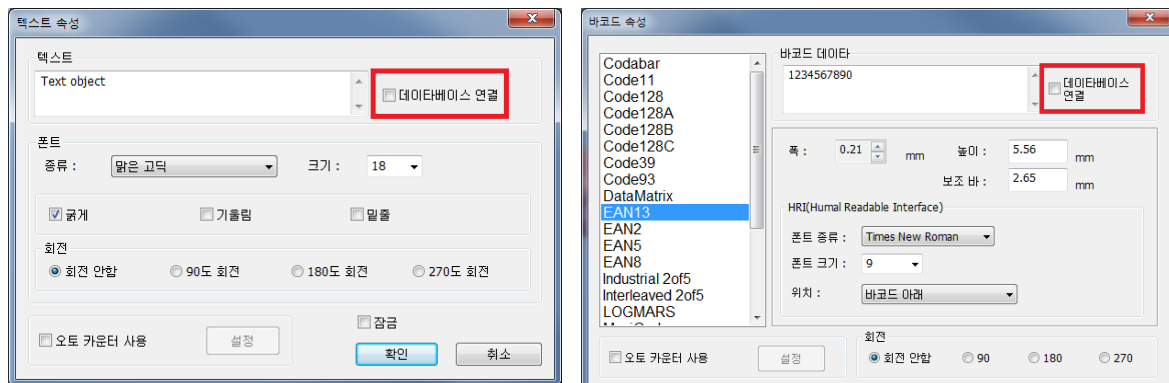 텍스트 속성
텍스트
Text object
데이타베이스 연결
폰트
종류 :
맑은 고딕
크기 :
18
굵게
기울림
밑줄
회전
회전 안함
90도 회전
180도 회전
270도 회전
잠금
오토 카운터 사용
설정
확인
취소
바코드 속성
Codabar
Code11
Code128
Code128A
Code128B
Code128C
Code39
Code93
DataMatrix
EAN13
EAN2
EAN5
EAN8
Industrial 2of5
Interleaved 2of5
LOGMARS
바코드 데이타
1234567890
데이타베이스
연결
폭 :
0.21
mm
높이 :
5.56
mm
보조 바 :
2.65
mm
HRI(Humal Readable Interface)
폰트 종류 :
Times New Roman
폰트 크기 :
9
위치 :
바코드 아래
오토 카운터 사용
설정
회전
회전 안함
90
180
270